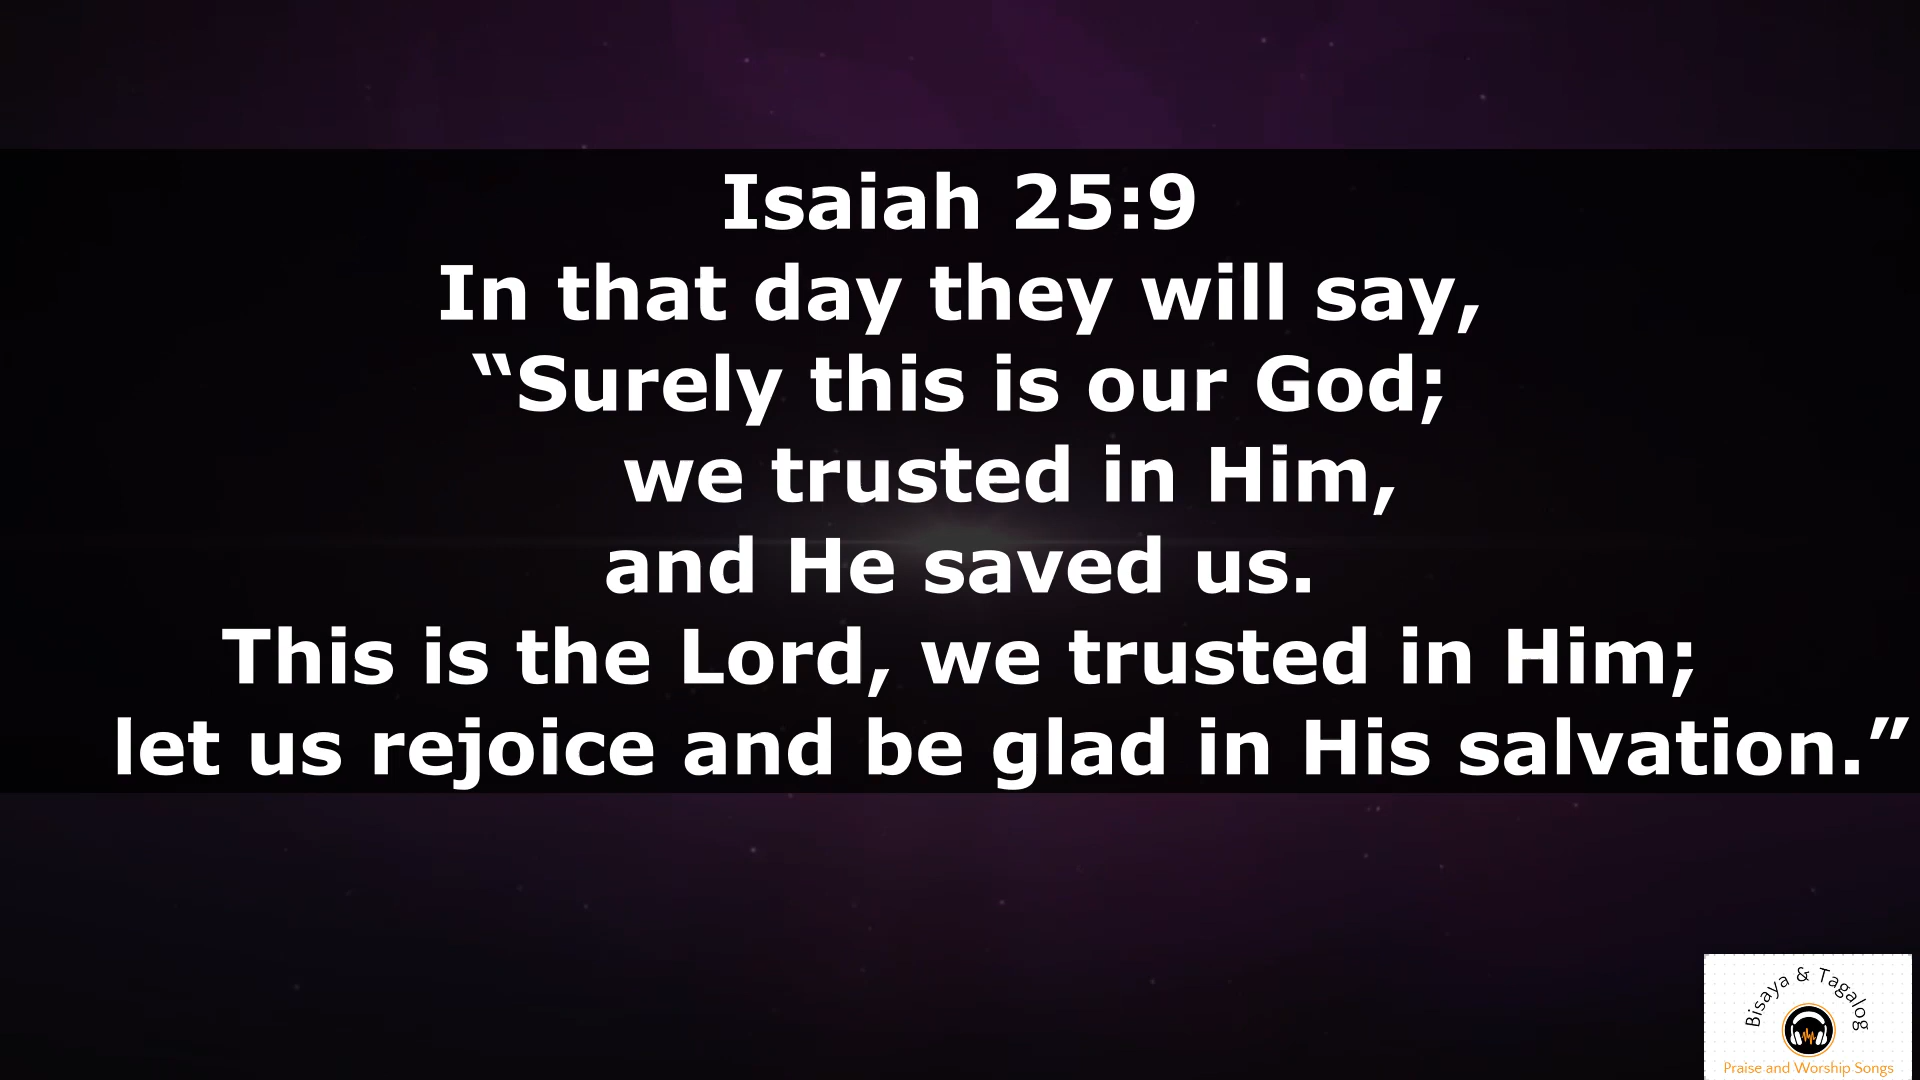 Isaiah 25:9
In that day they will say,
“Surely this is our God;
we trusted in Him,
and He saved us.
This is the Lord, we trusted in Him;
let us rejoice and be glad in His salvation.”
Bisaya & Tagalog
Praise and Worship Songs